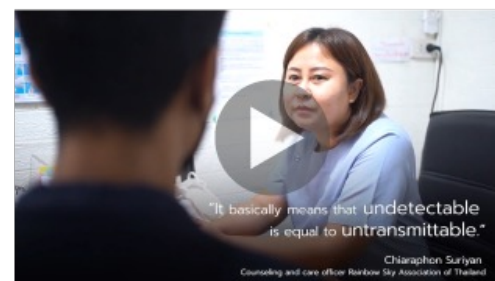 "It basically means that undetectable
is equal to untransmittable."
Chiaraphon Suriyan
Counseling and care officer Rainbow Sky Association of Thailand